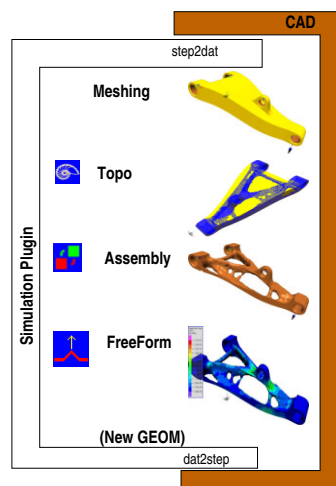 CAD
step2dat
Meshing
Topo
Assembly
Simulation Plugin
FreeForm
(New GEOM)
dat2step